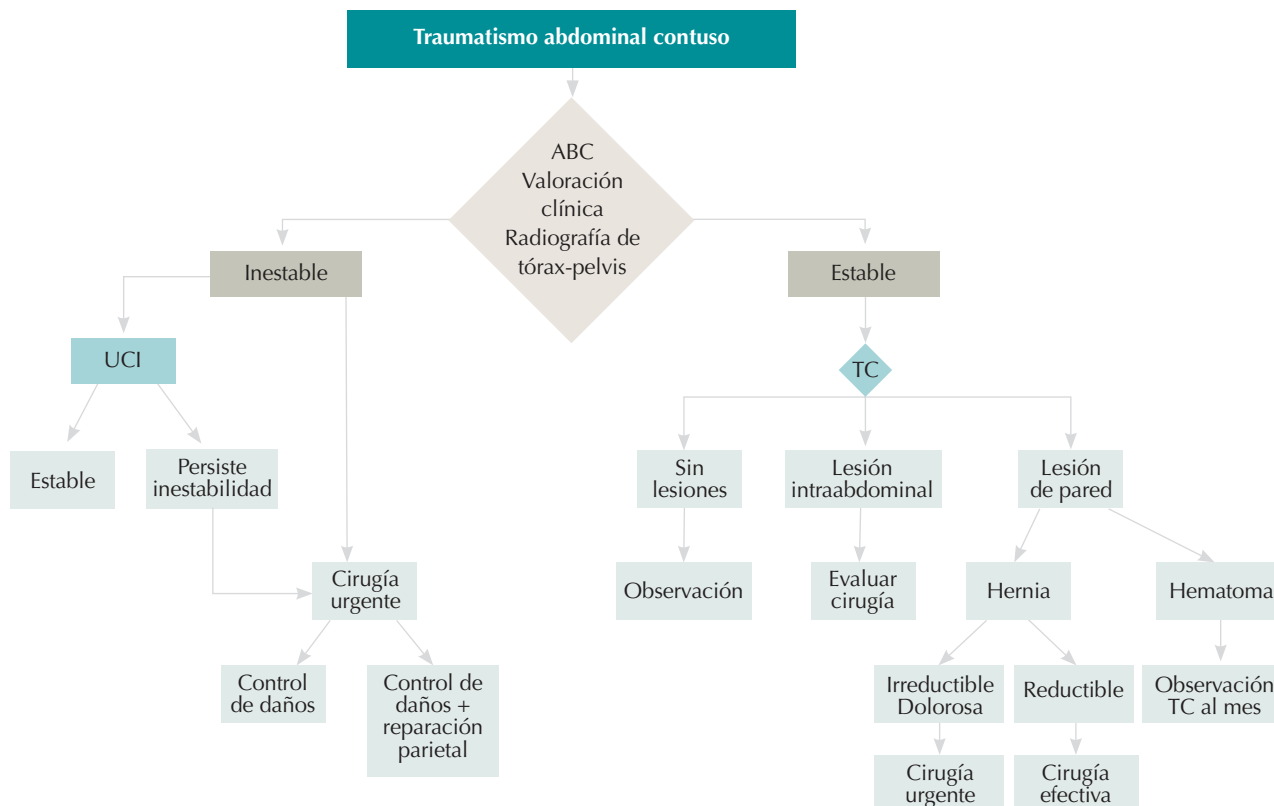 Traumatismo abdominal contuso
ABC
Valoración
clínica
Radiografía de
tórax-pelvis
Inestable
Estable
UCI
TC
Estable
Persiste
inestabilidad
Sin
lesiones
Lesión
intraabdominal
Lesión
de pared
Cirugía
urgente
Observación
Evaluar
cirugía
Hernia
Hematoma
Control
de daños
Control de
daños +
reparación
parietal
Irreductible
Dolorosa
Reductible
Observación
TC al mes
Cirugía
urgente
Cirugía
efectiva